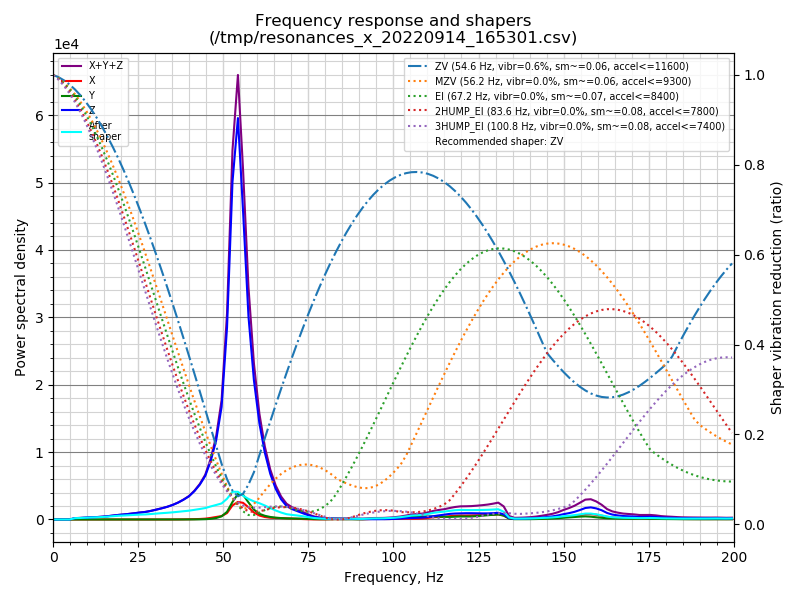 Frequency response and shapers
(/tmp/resonances_x_20220914_165301.csv)
1e4
X+Y+Z
X
Y
Z
After
shaper
ZV (54.6 Hz, vibr=0.6%, sm~=0.06, accel<=11600)
MZV (56.2 Hz, vibr=0.0%, sm~=0.06, accel<=9300)
EI (67.2 Hz, vibr=0.0%, sm~=0.07, accel<=8400)
2HUMP_EI (83.6 Hz, vibr=0.0%, sm~=0.08, accel<=7800)
3HUMP_EI (100.8 Hz, vibr=0.0%, sm~=0.08, accel<=7400)
Recommended shaper: ZV
Power spectral density
6
5
4
3
2
1
0
1.0
0.8
0.6
0.4
0.2
0.0
Shaper vibration reduction (ratio)
0 25 50 75 100 125 150 175 200
Frequency, Hz